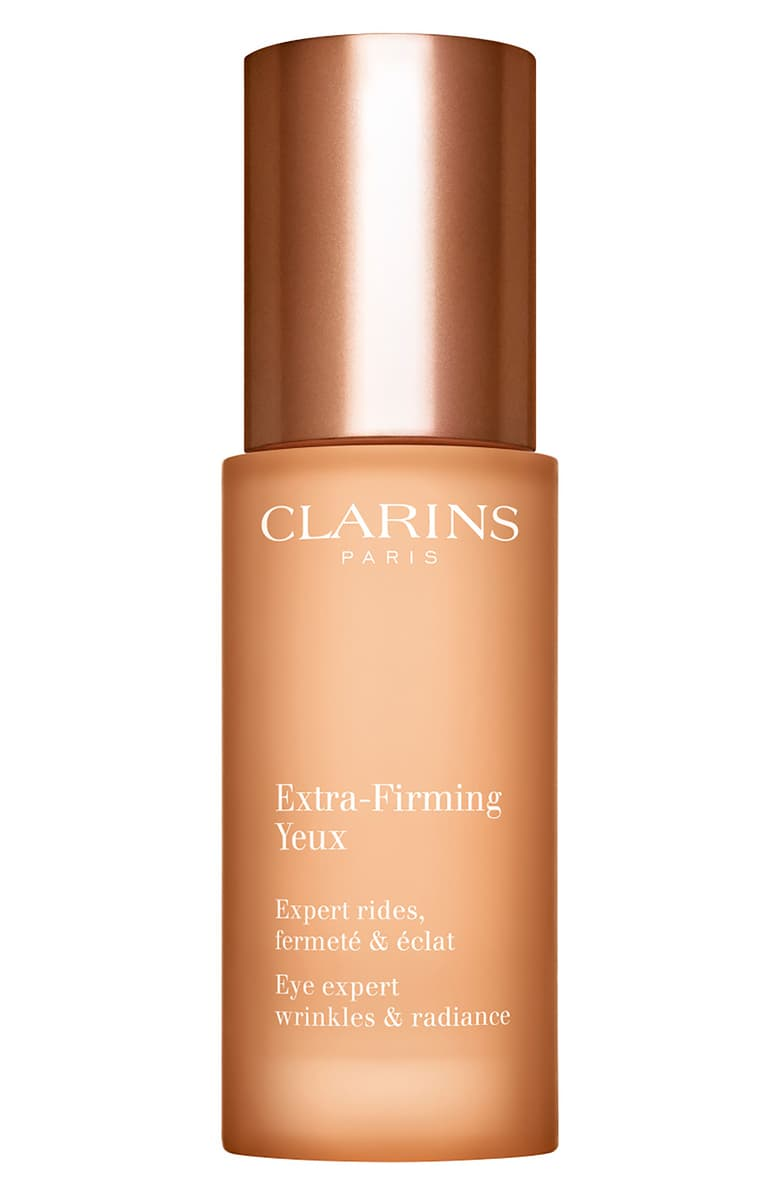 CLARINS
PARIS
Extra-Firming
Yeux
Expert rides,
fermeté & éclat
Eye expert
wrinkles & radiance